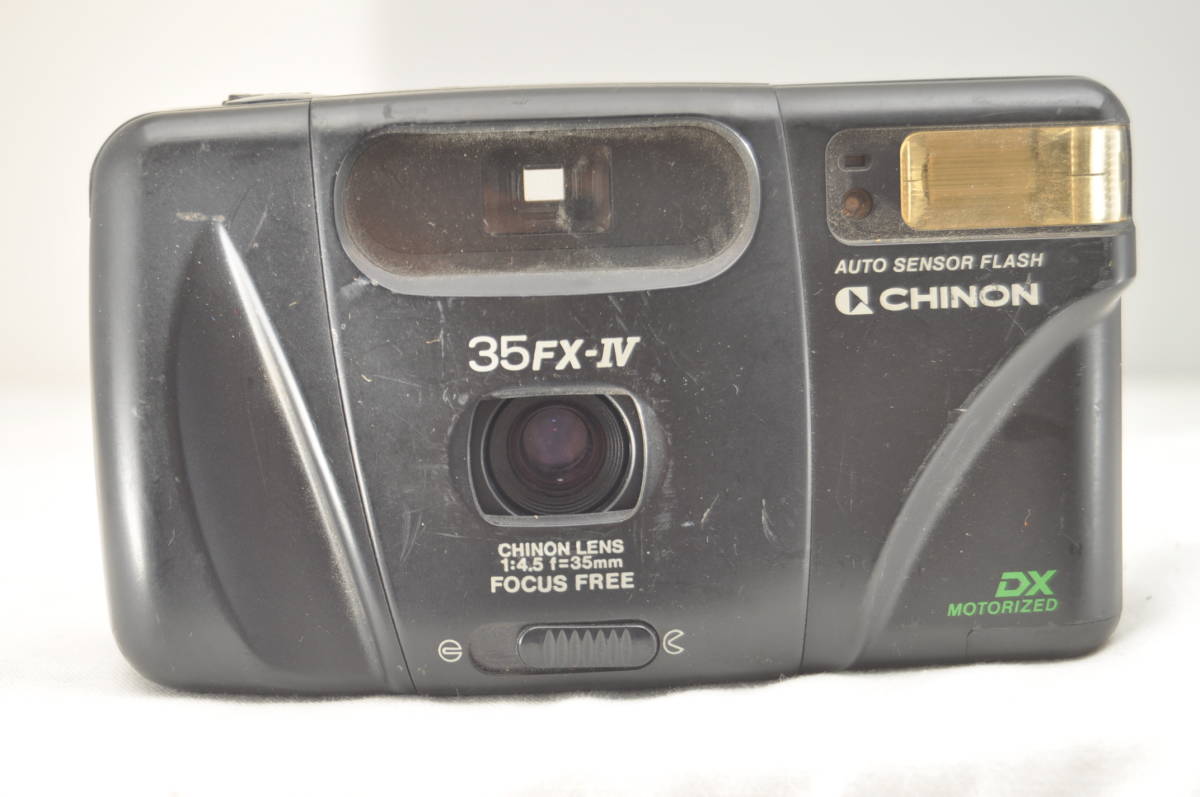 AUTO SENSOR FLASH
CHINON
35FX-IV
CHINON LENS
1:4.5 f=35mm
FOCUS FREE
DX
MOTORIZED